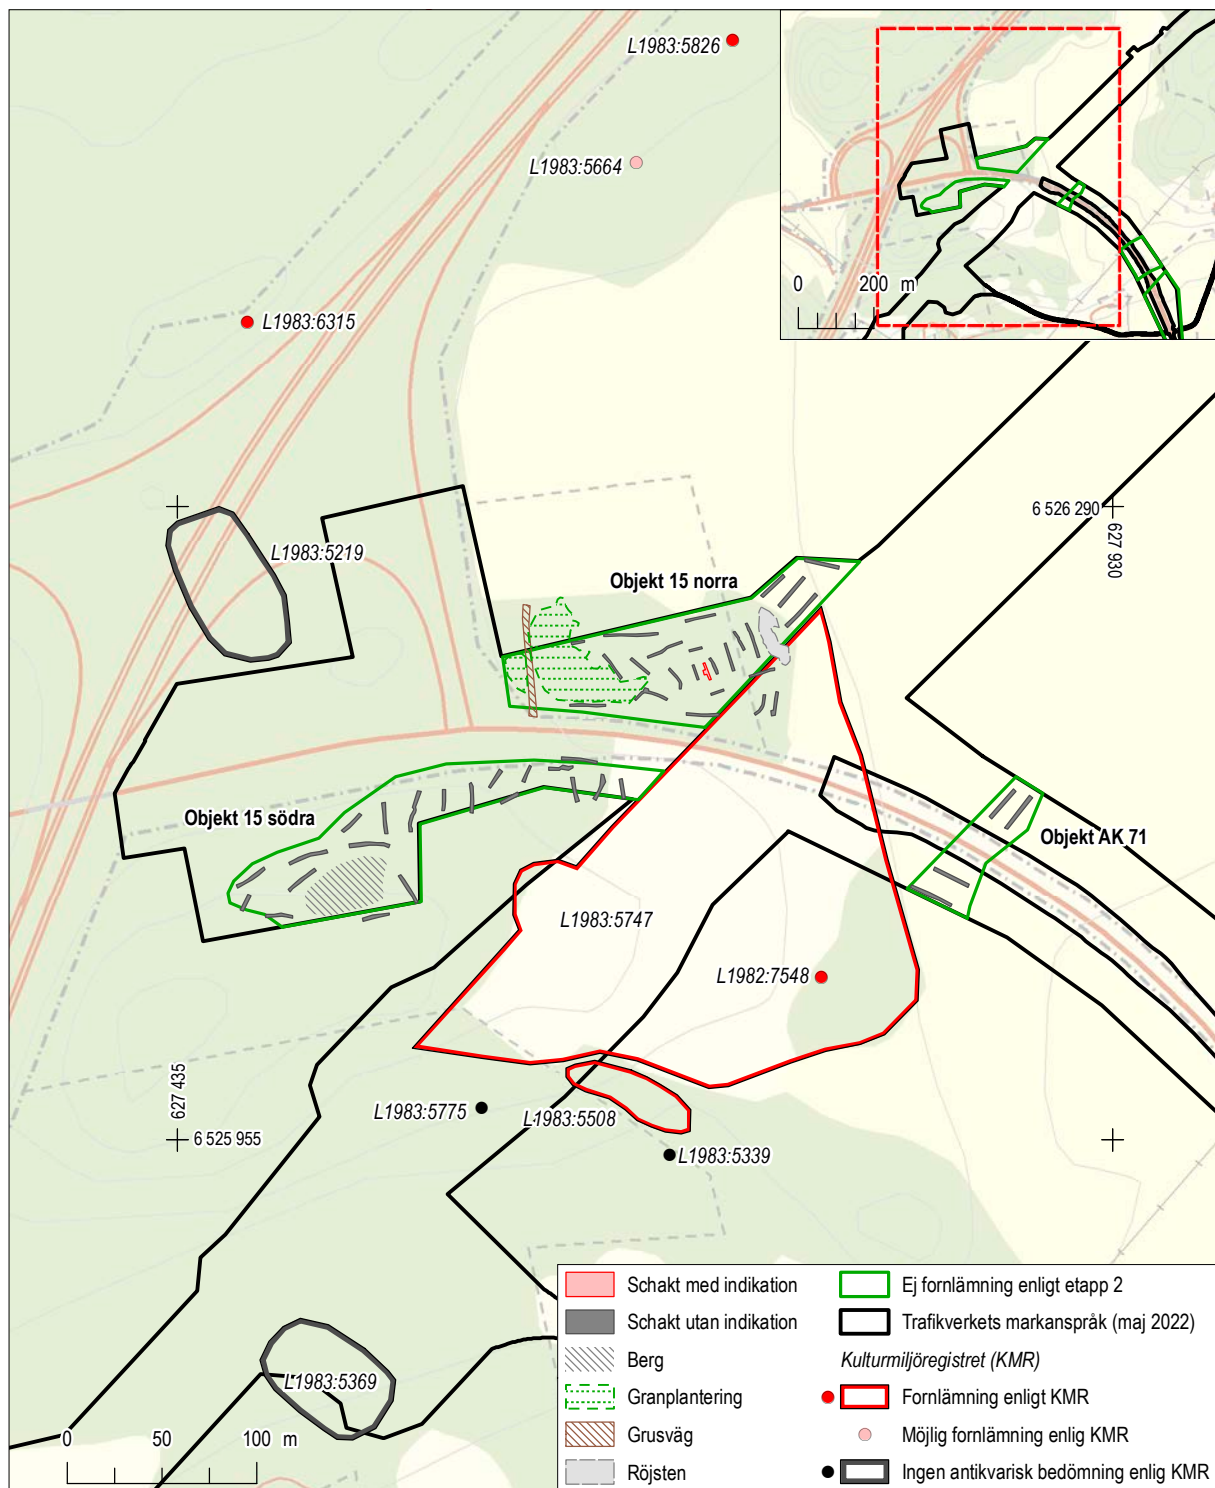 L1983:5826
L1983:5664
0 200 m
L1983:6315
6 526 290
627 930
L1983:5219
Objekt 15 norra
Objekt 15 södra
Objekt AK 71
L1983:5747
L1982:7548
627 435
6 525 955
L1983:5775
L1983:5508
L1983:5339
L1983:5369
0 50 100 m
Schakt med indikation
Schakt utan indikation
Berg
Granplantering
Grusväg
Röjsten
Ej fornlämning enligt etapp 2
Trafikverkets markanspråk (maj 2022)
Kulturmiljöregistret (KMR)
Fornlämning enligt KMR
Möjlig fornlämning enlig KMR
Ingen antikvarisk bedömning enlig KMR